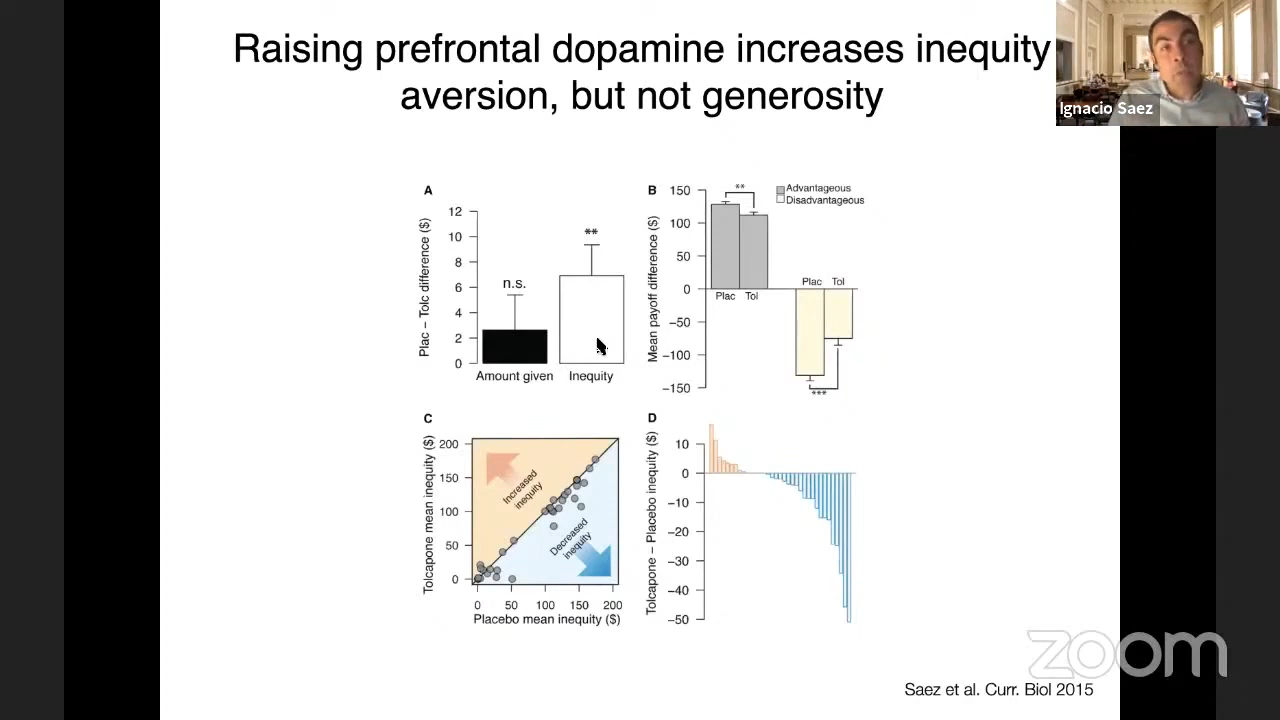 Raising prefrontal dopamine increases inequity
aversion, but not generosity
Ignacio Saez
A
Plac – Tolc difference ($)
12
10
8
6
4
2
0
n.s.
**
Amount given
Inequity
B
Mean payoff difference ($)
150
100
50
0
−50
−100
−150
**
Advantageous
Disadvantageous
Plac
Tol
Plac
Tol
***
C
Tolcapone mean inequity ($)
200
150
100
50
0
Increased
inequity
Decreased
inequity
0
50
100
150
200
Placebo mean inequity ($)
D
Tolcapone – Placebo inequity ($)
10
0
−10
−20
−30
−40
−50
zoom
Saez et al. Curr. Biol 2015